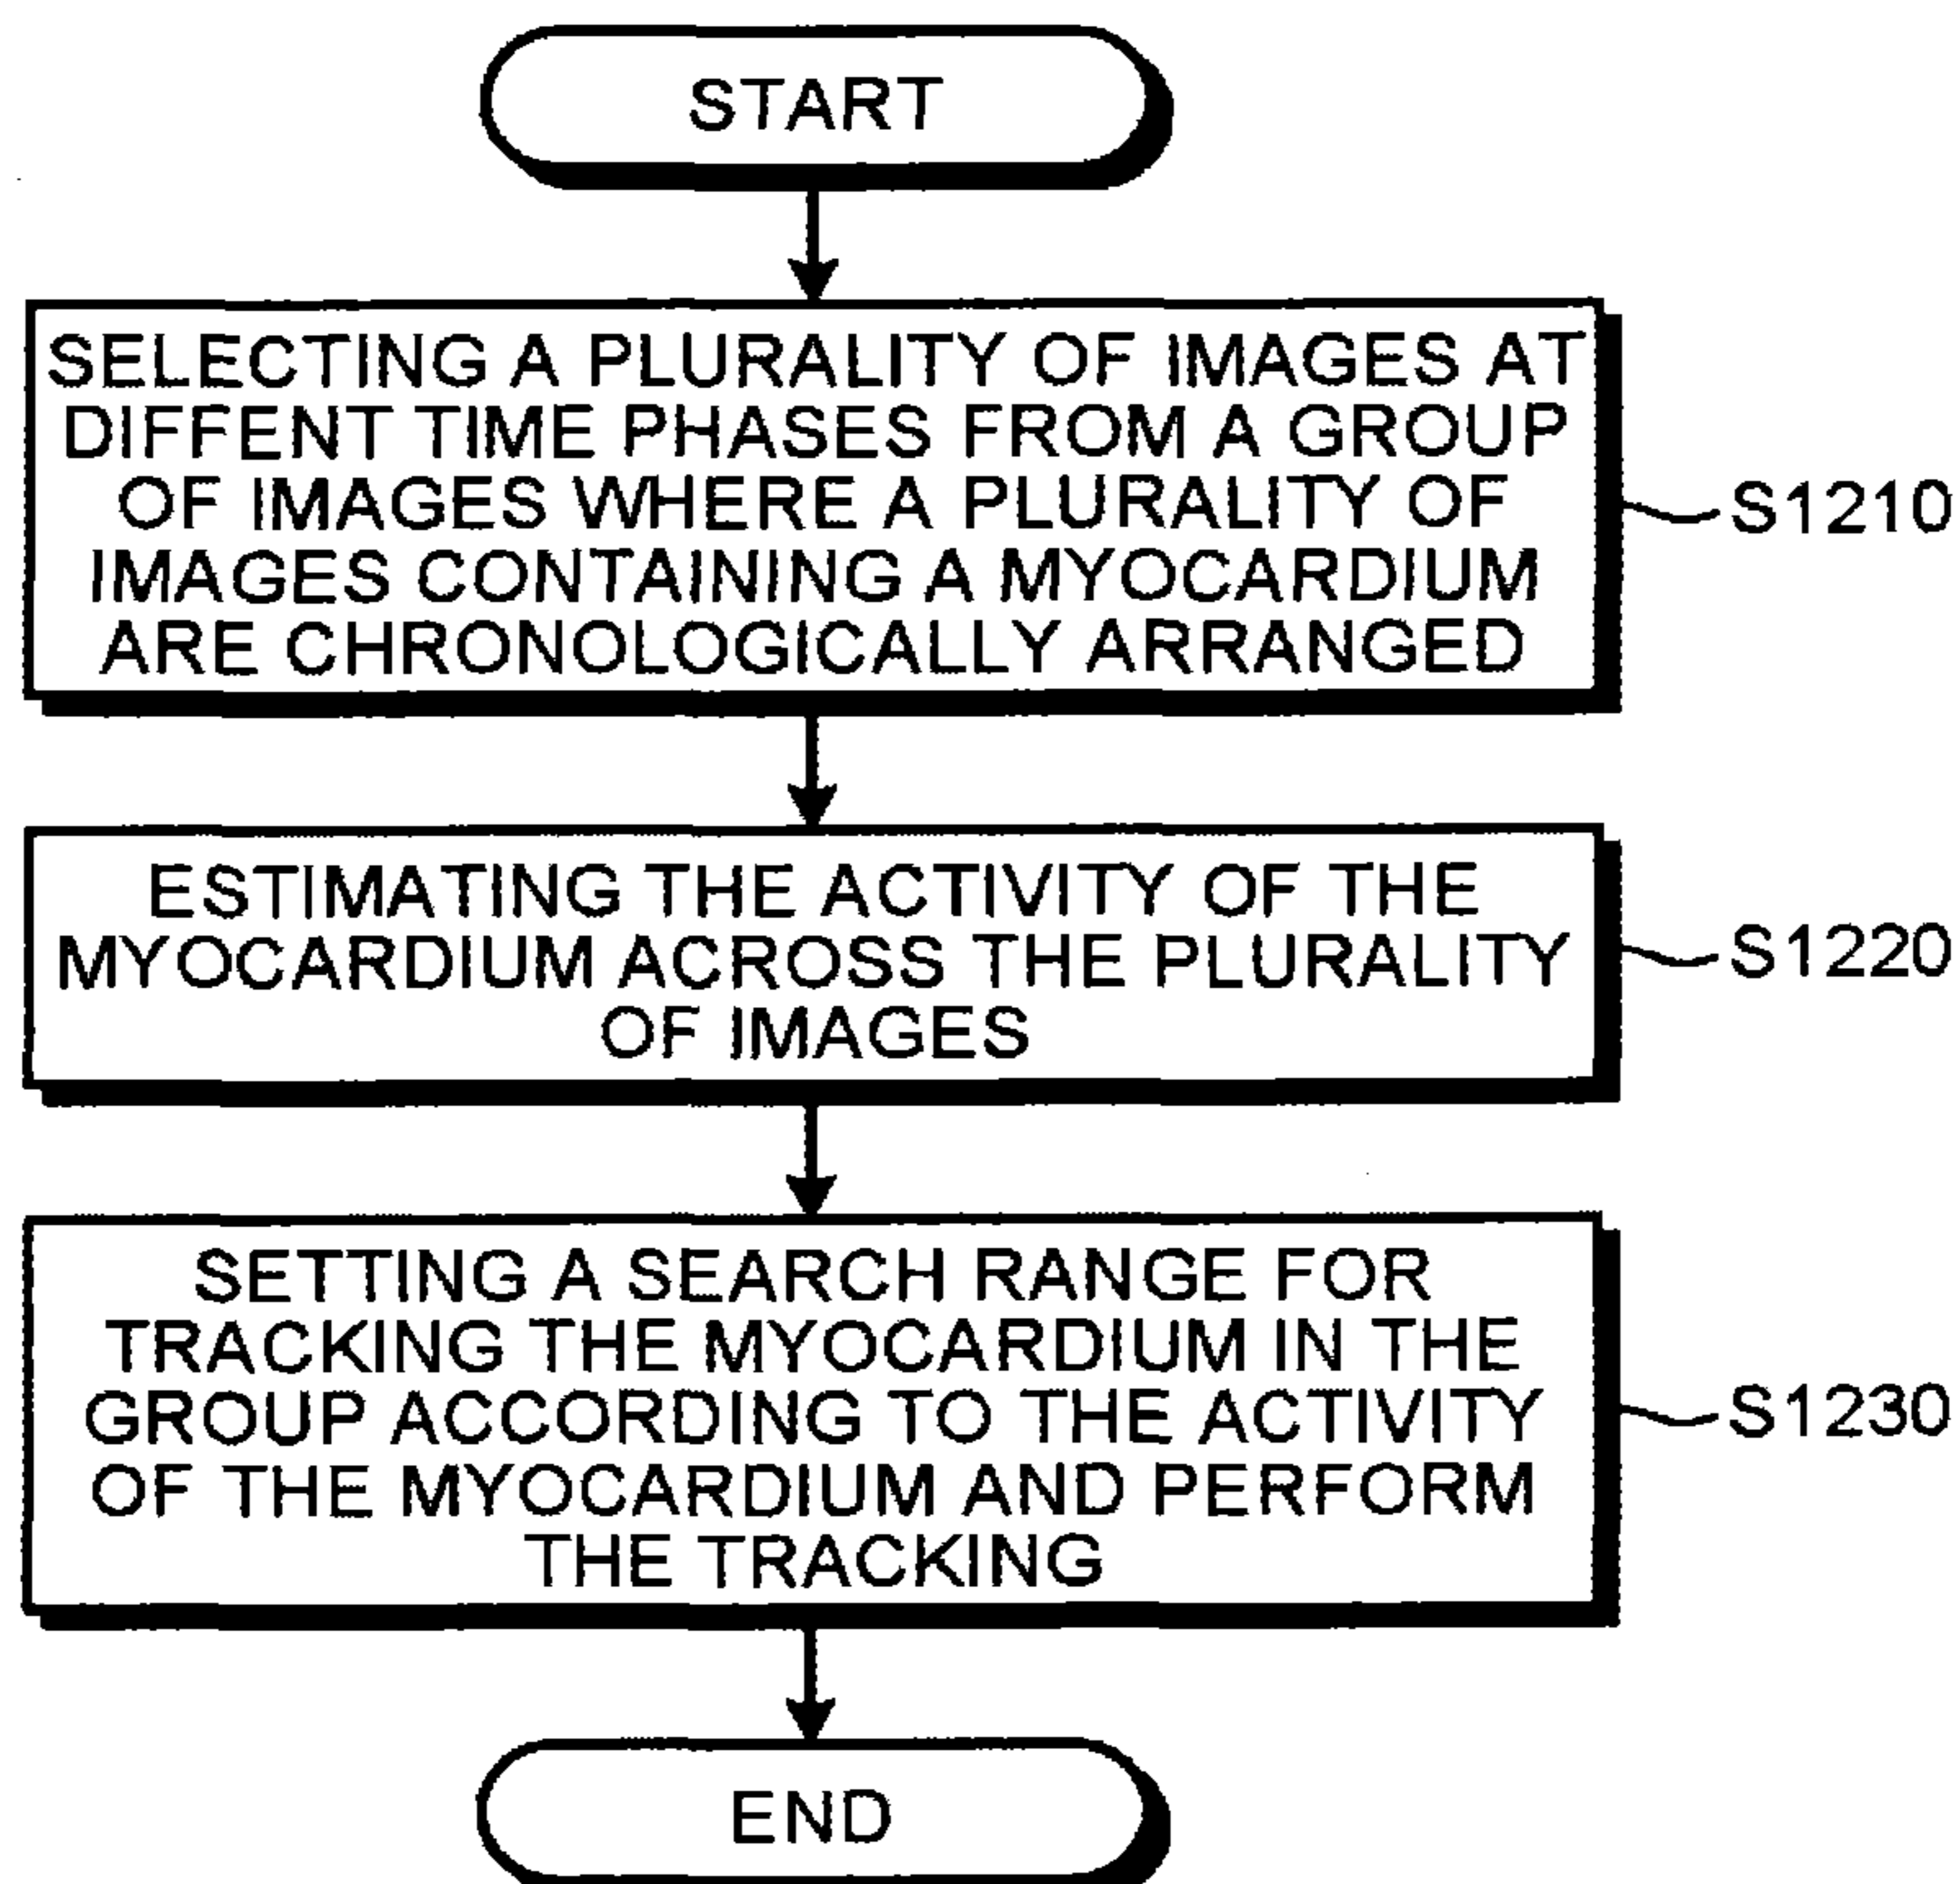 START
SELECTING A PLURALITY OF IMAGES AT
DIFFENT TIME PHASES FROM A GROUP
OF IMAGES WHERE A PLURALITY OF
IMAGES CONTAINING A MYOCARDIUM
ARE CHRONOLOGICALLY ARRANGED
S1210
ESTIMATING THE ACTIVITY OF THE
MYOCARDIUM ACROSS THE PLURALITY
OF IMAGES
S1220
SETTING A SEARCH RANGE FOR
TRACKING THE MYOCARDIUM IN THE
GROUP ACCORDING TO THE ACTIVITY
OF THE MYOCARDIUM AND PERFORM
THE TRACKING
S1230
END